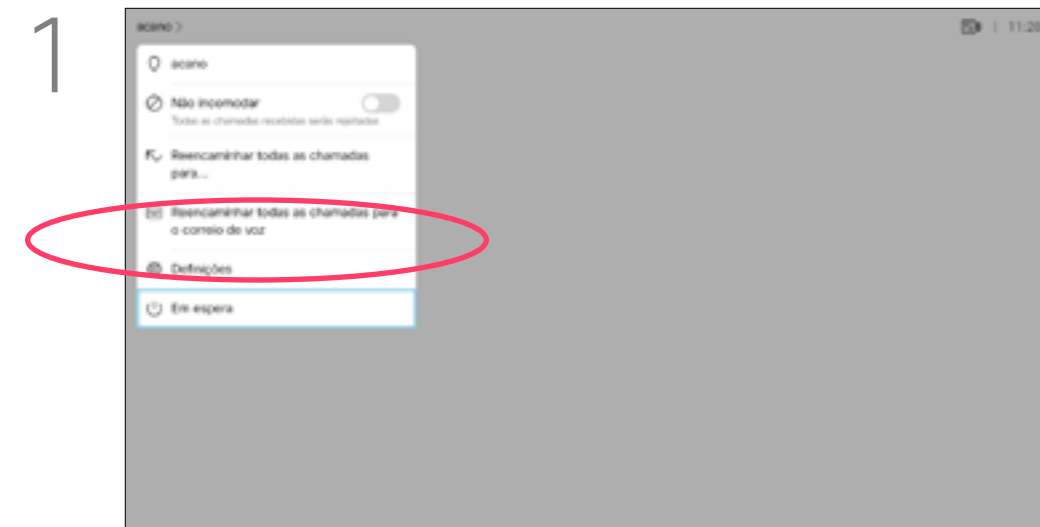 1
acano >
11:20
acano
Não incomodar
Todas as chamadas recebidas serão rejeitadas
Reencaminhar todas as chamadas
para...
Reencaminhar todas as chamadas para
o correio de voz
Definições
Em espera